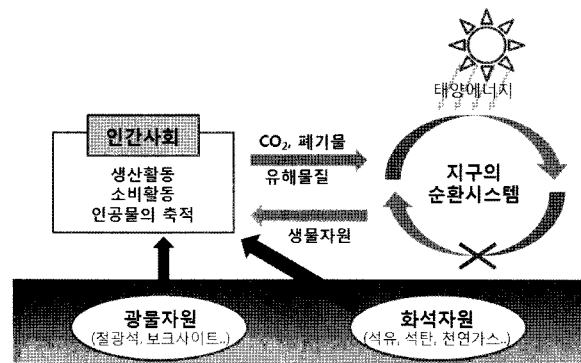 태양에너지
인간사회
생산활동
소비활동
인공물의 축적
CO₂, 폐기물
유해물질
생물자원
지구의
순환시스템
광물자원
(철광석, 보크사이트..)
화석자원
(석유, 석탄, 천연가스..)